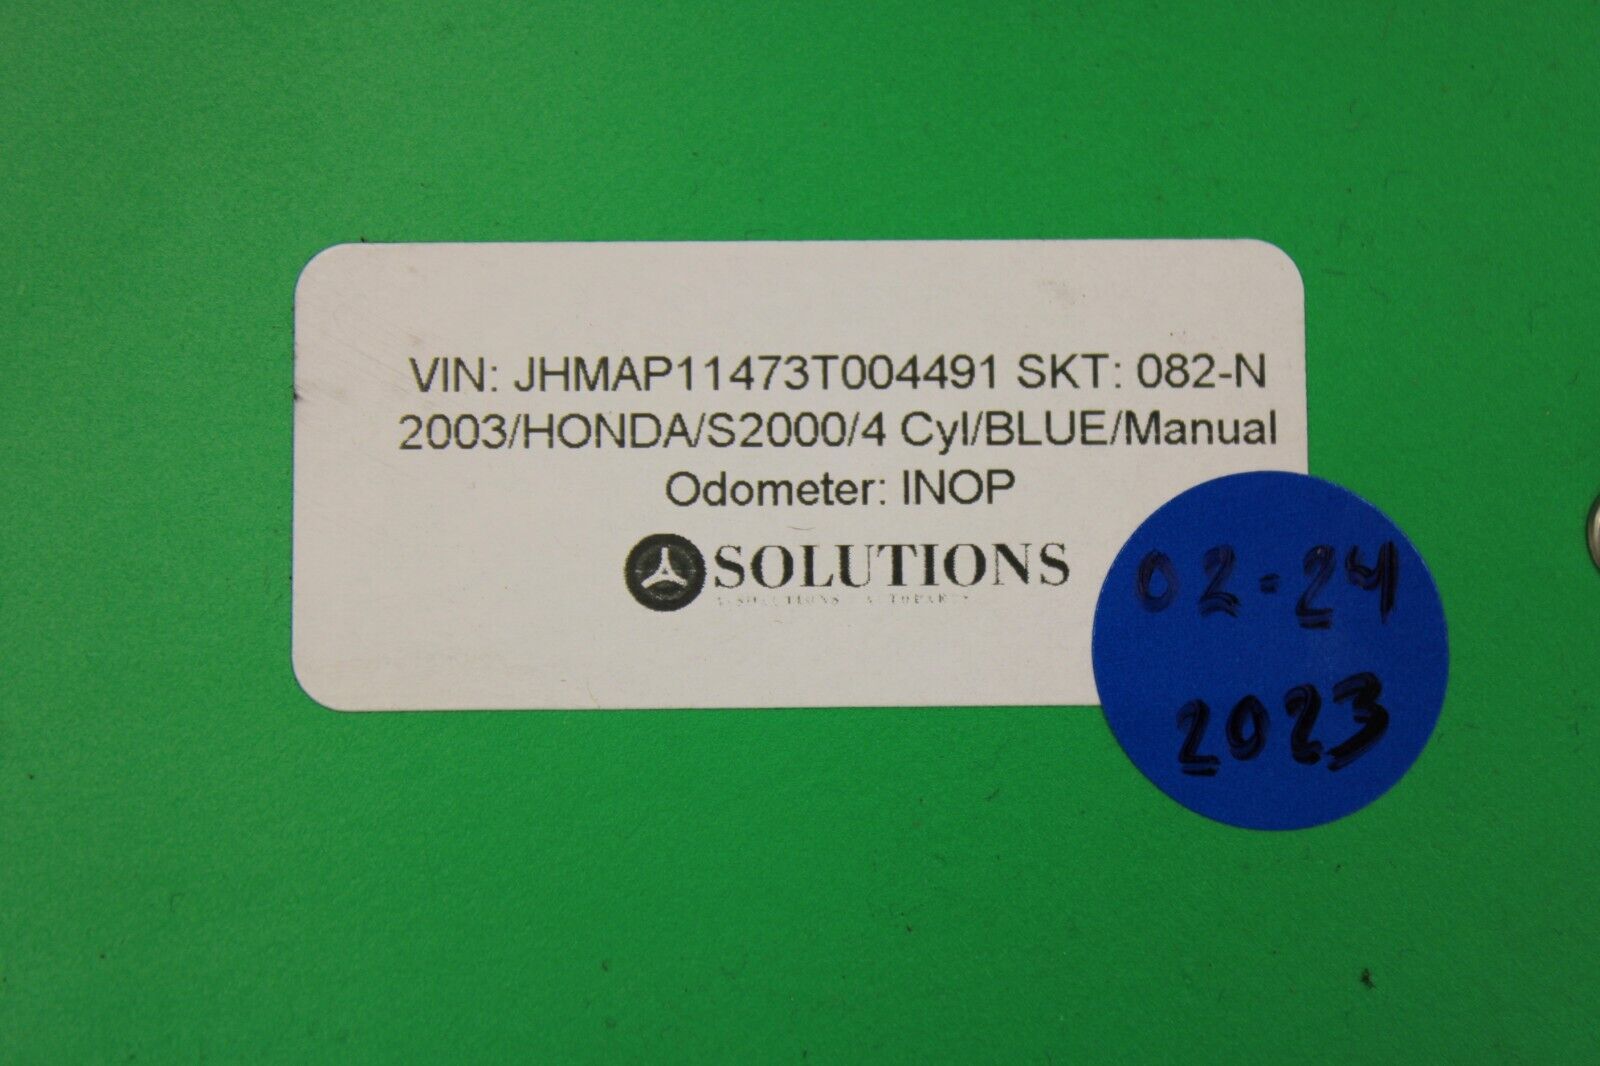 VIN: JHMAP11473T004491 SKT: 082-N
2003/HONDA/S2000/4 Cyl/BLUE/Manual
Odometer: INOP
SOLUTIONS
02-24
2023